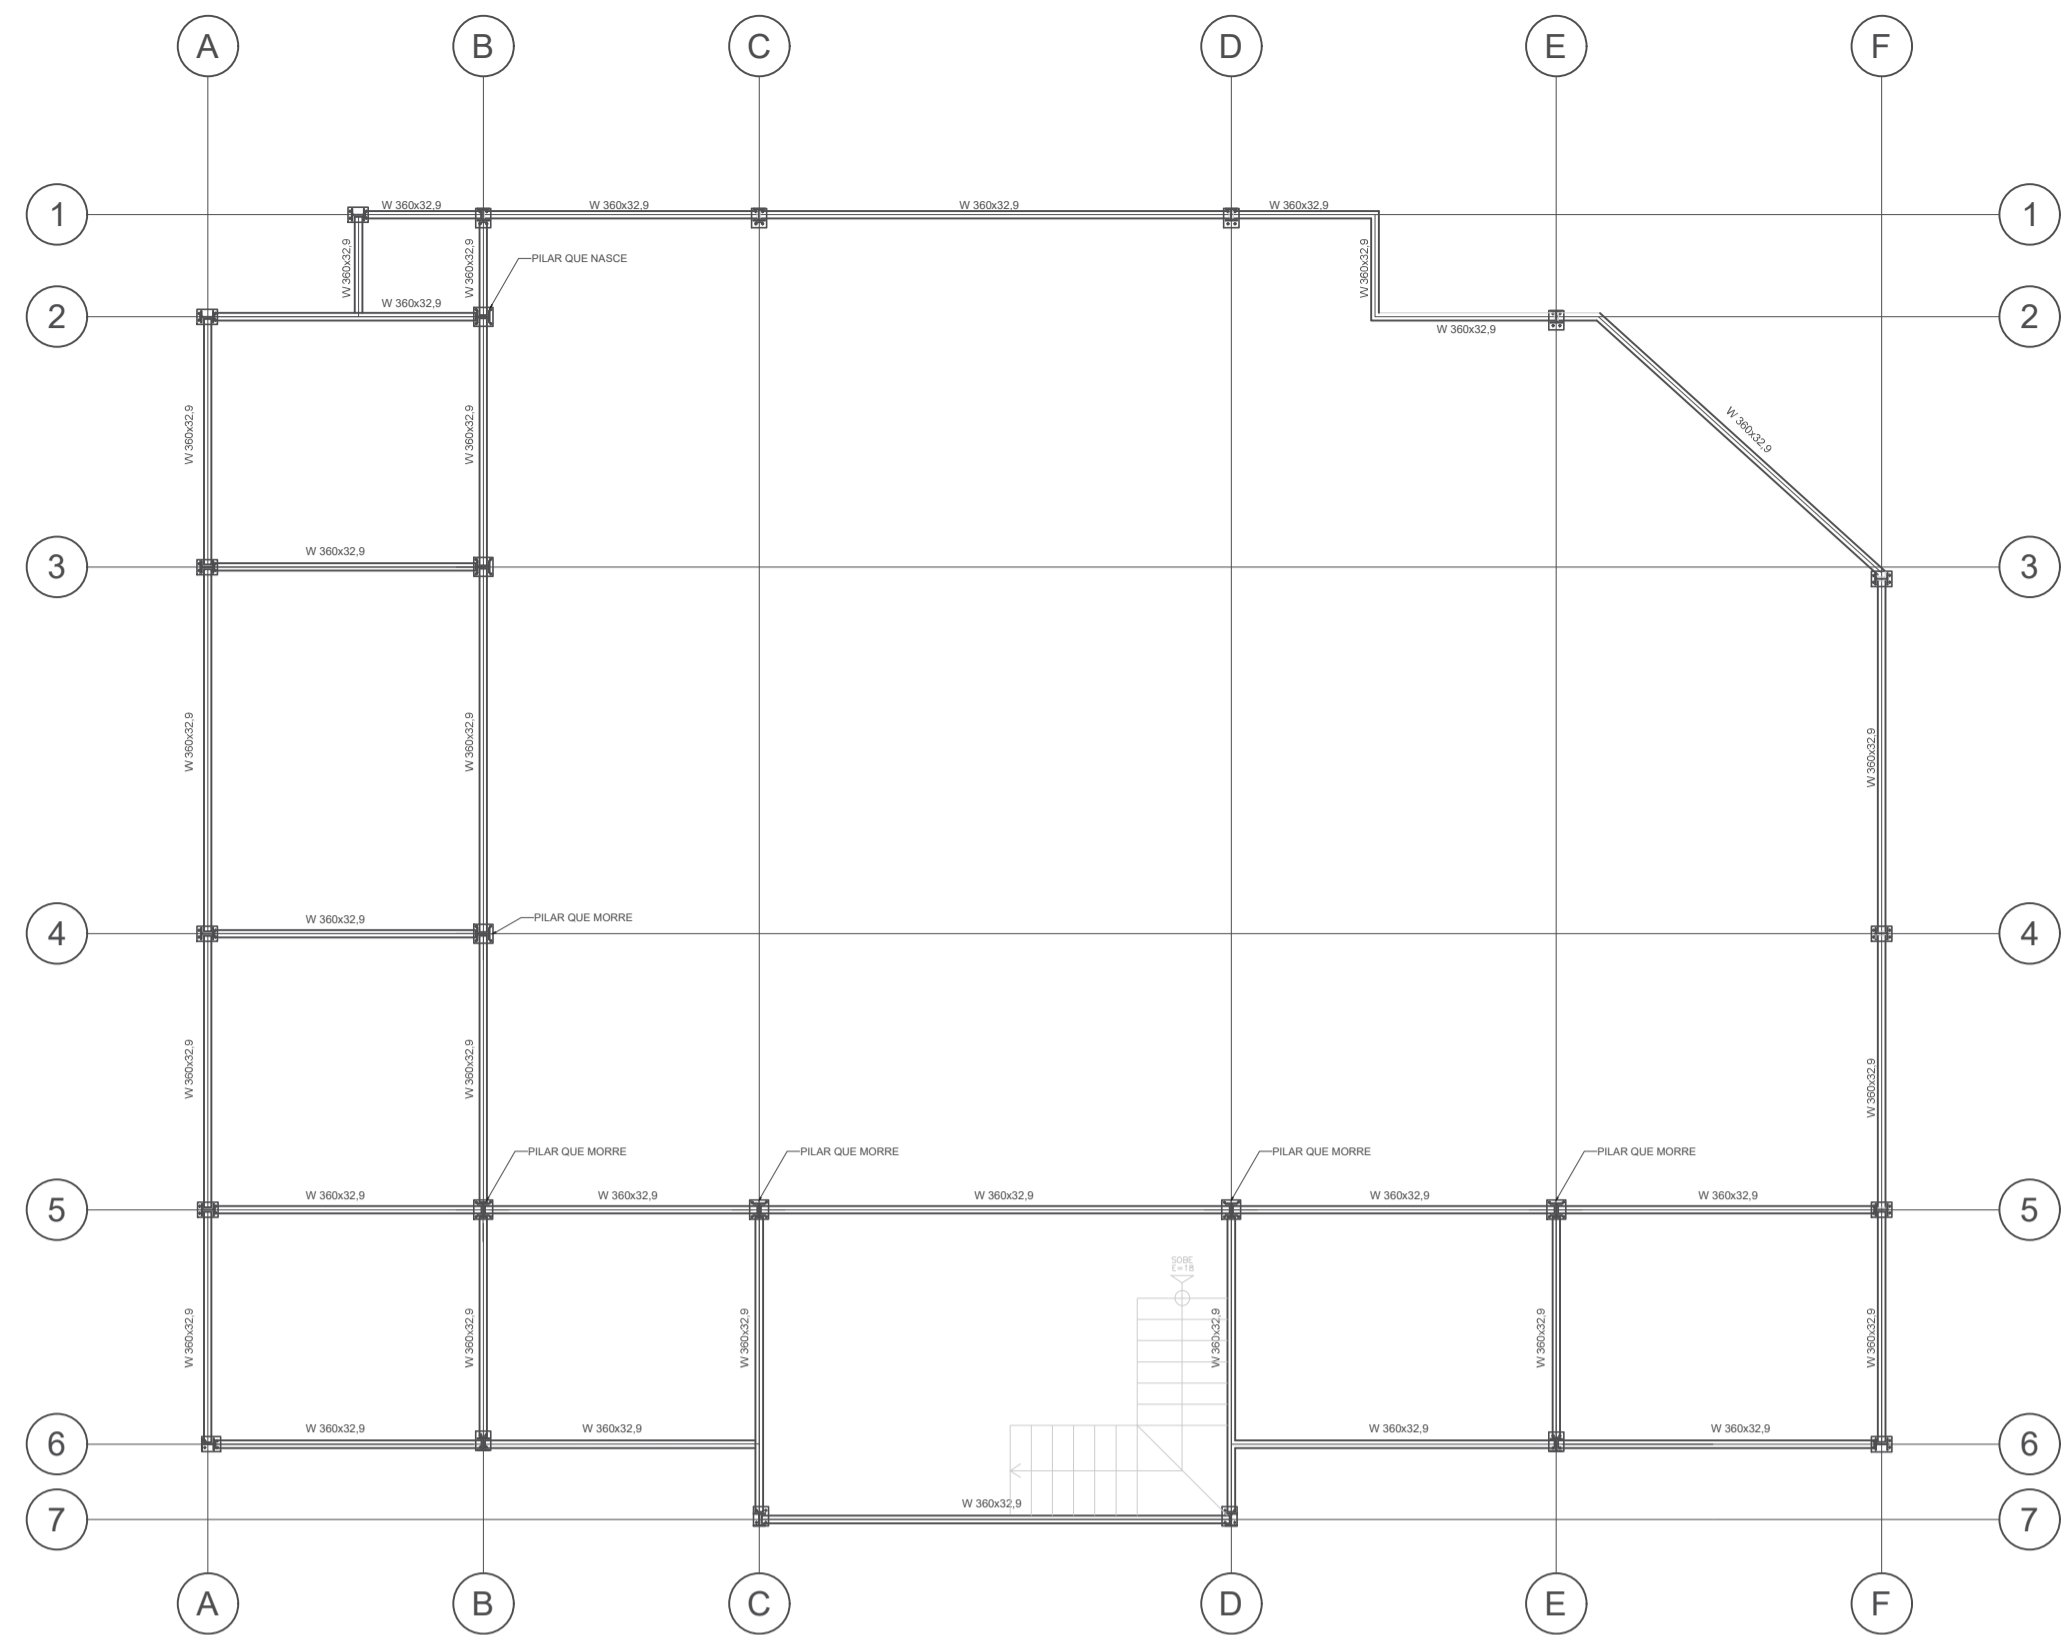 A B C D E F
W 360x32,9 W 360x32,9 W 360x32,9 W 360x32,9
1 1
W 360x32,9 W 360x32,9 W 360x32,9
PILAR QUE NASCE
W 360x32,9
2 2
W 360x32,9
W 360x32,9 W 360x32,9 W 360x32,9
W 360x32,9
3 3
W 360x32,9 W 360x32,9 W 360x32,9
W 360x32,9 PILAR QUE MORRE
4 4
W 360x32,9 W 360x32,9 W 360x32,9
PILAR QUE MORRE PILAR QUE MORRE PILAR QUE MORRE PILAR QUE MORRE
W 360x32,9 W 360x32,9 W 360x32,9 W 360x32,9 W 360x32,9
5 5
SOBE
E=18
W 360x32,9 W 360x32,9 W 360x32,9 W 360x32,9 W 360x32,9 W 360x32,9
W 360x32,9 W 360x32,9 W 360x32,9 W 360x32,9
6 6
W 360x32,9
7 7
A B C D E F